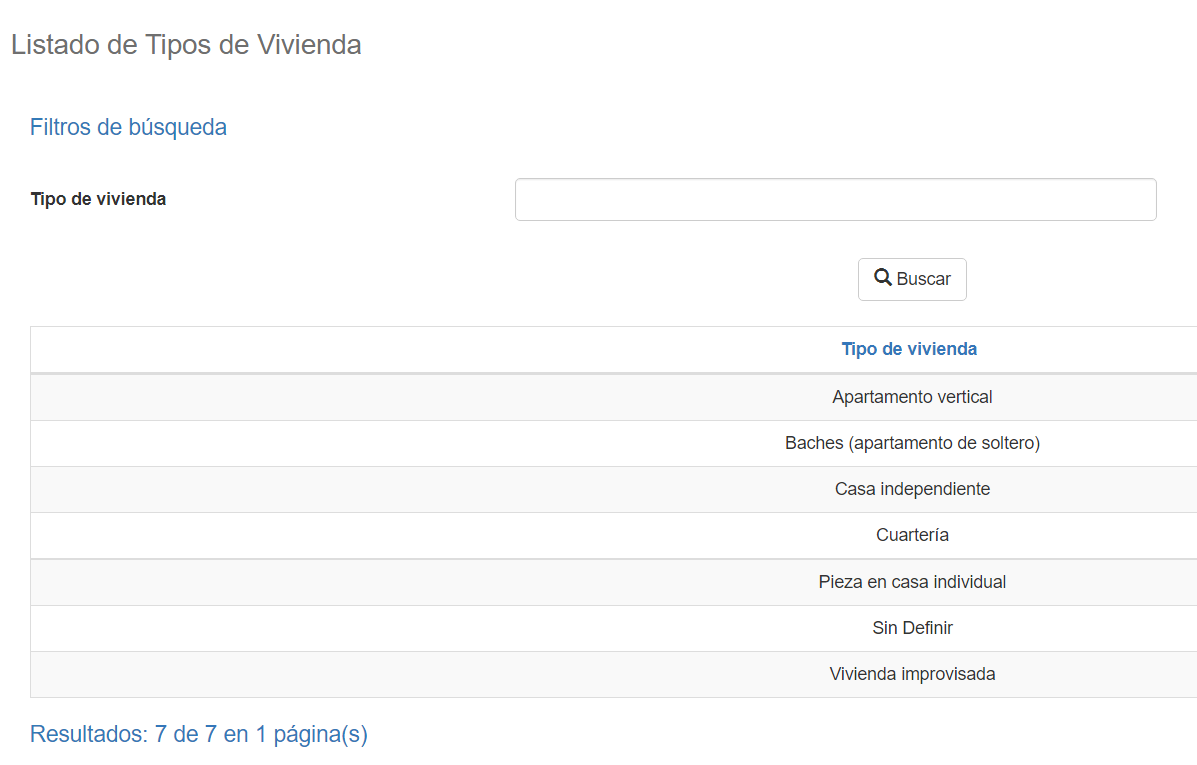 Listado de Tipos de Vivienda
Filtros de búsqueda
Tipo de vivienda
Buscar
Tipo de vivienda
Apartamento vertical
Baches (apartamento de soltero)
Casa independiente
Cuartería
Pieza en casa individual
Sin Definir
Vivienda improvisada
Resultados: 7 de 7 en 1 página(s)